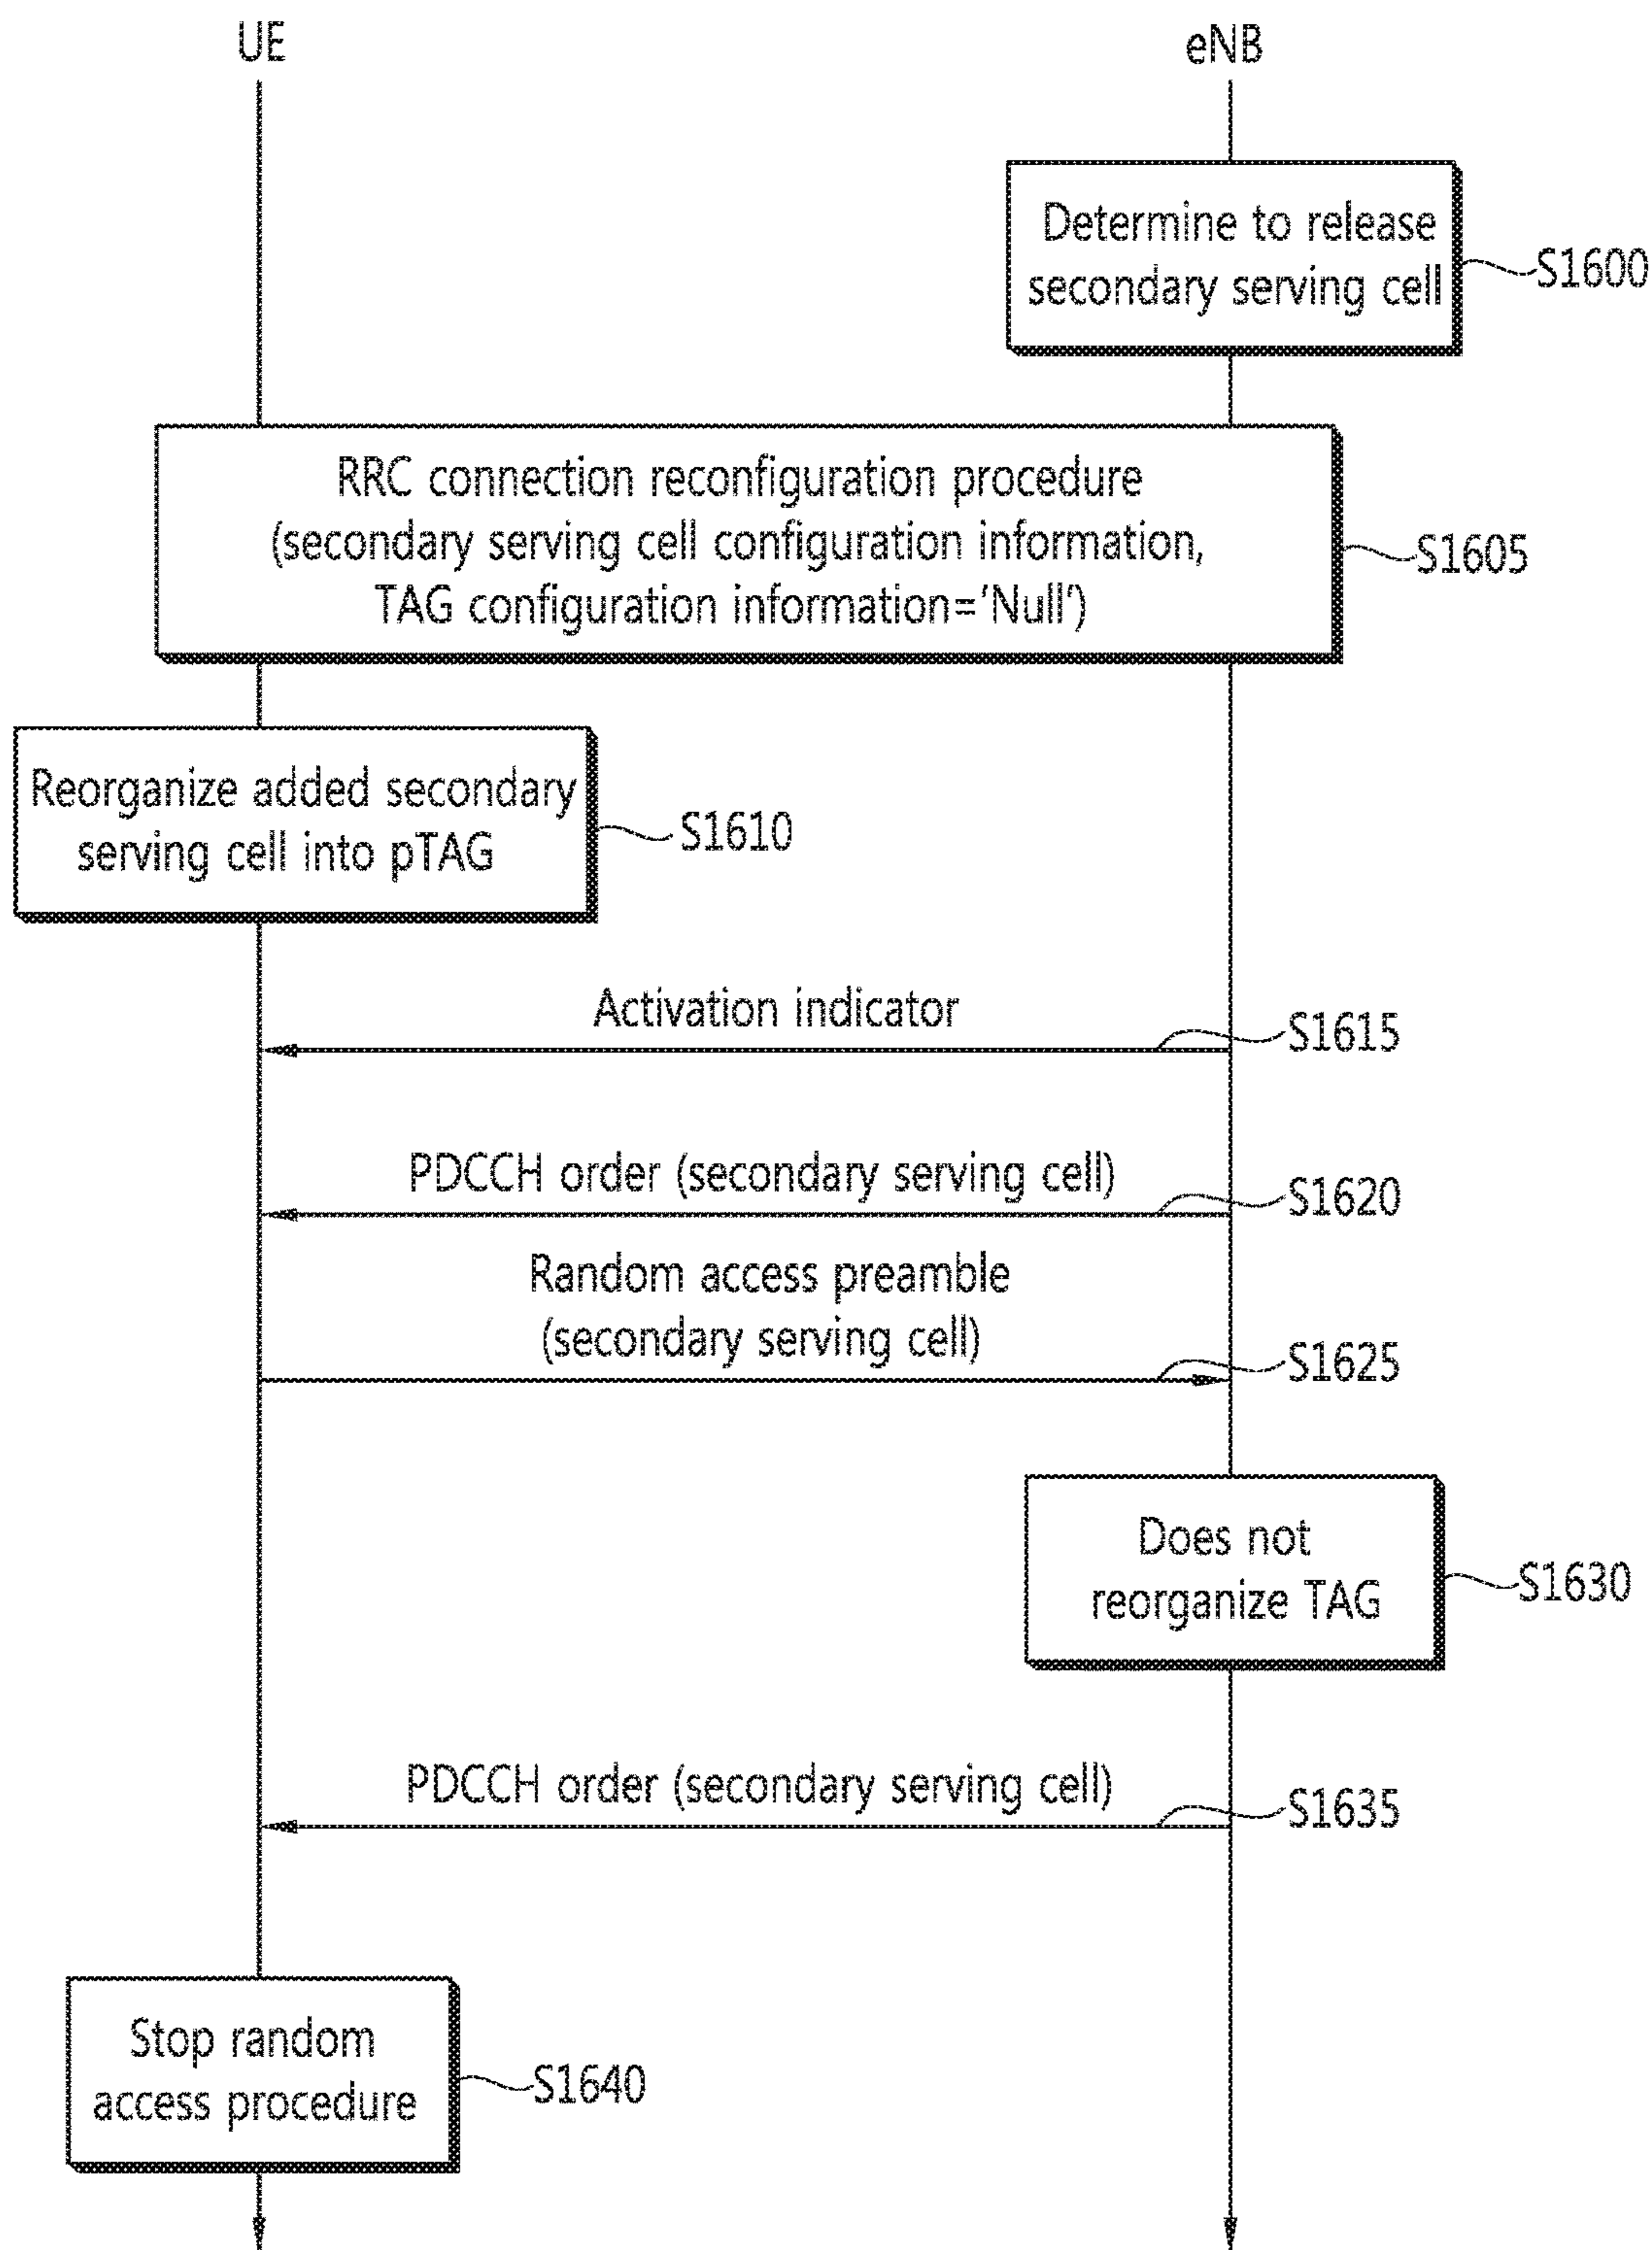 UE
eNB
Determine to release
secondary serving cell
S1600
RRC connection reconfiguration procedure
(secondary serving cell configuration information,
TAG configuration information='Null')
S1605
Reorganize added secondary
serving cell into pTAG
S1610
Activation indicator
S1615
PDCCH order (secondary serving cell)
S1620
Random access preamble
(secondary serving cell)
S1625
Does not
reorganize TAG
S1630
PDCCH order (secondary serving cell)
S1635
Stop random
access procedure
S1640